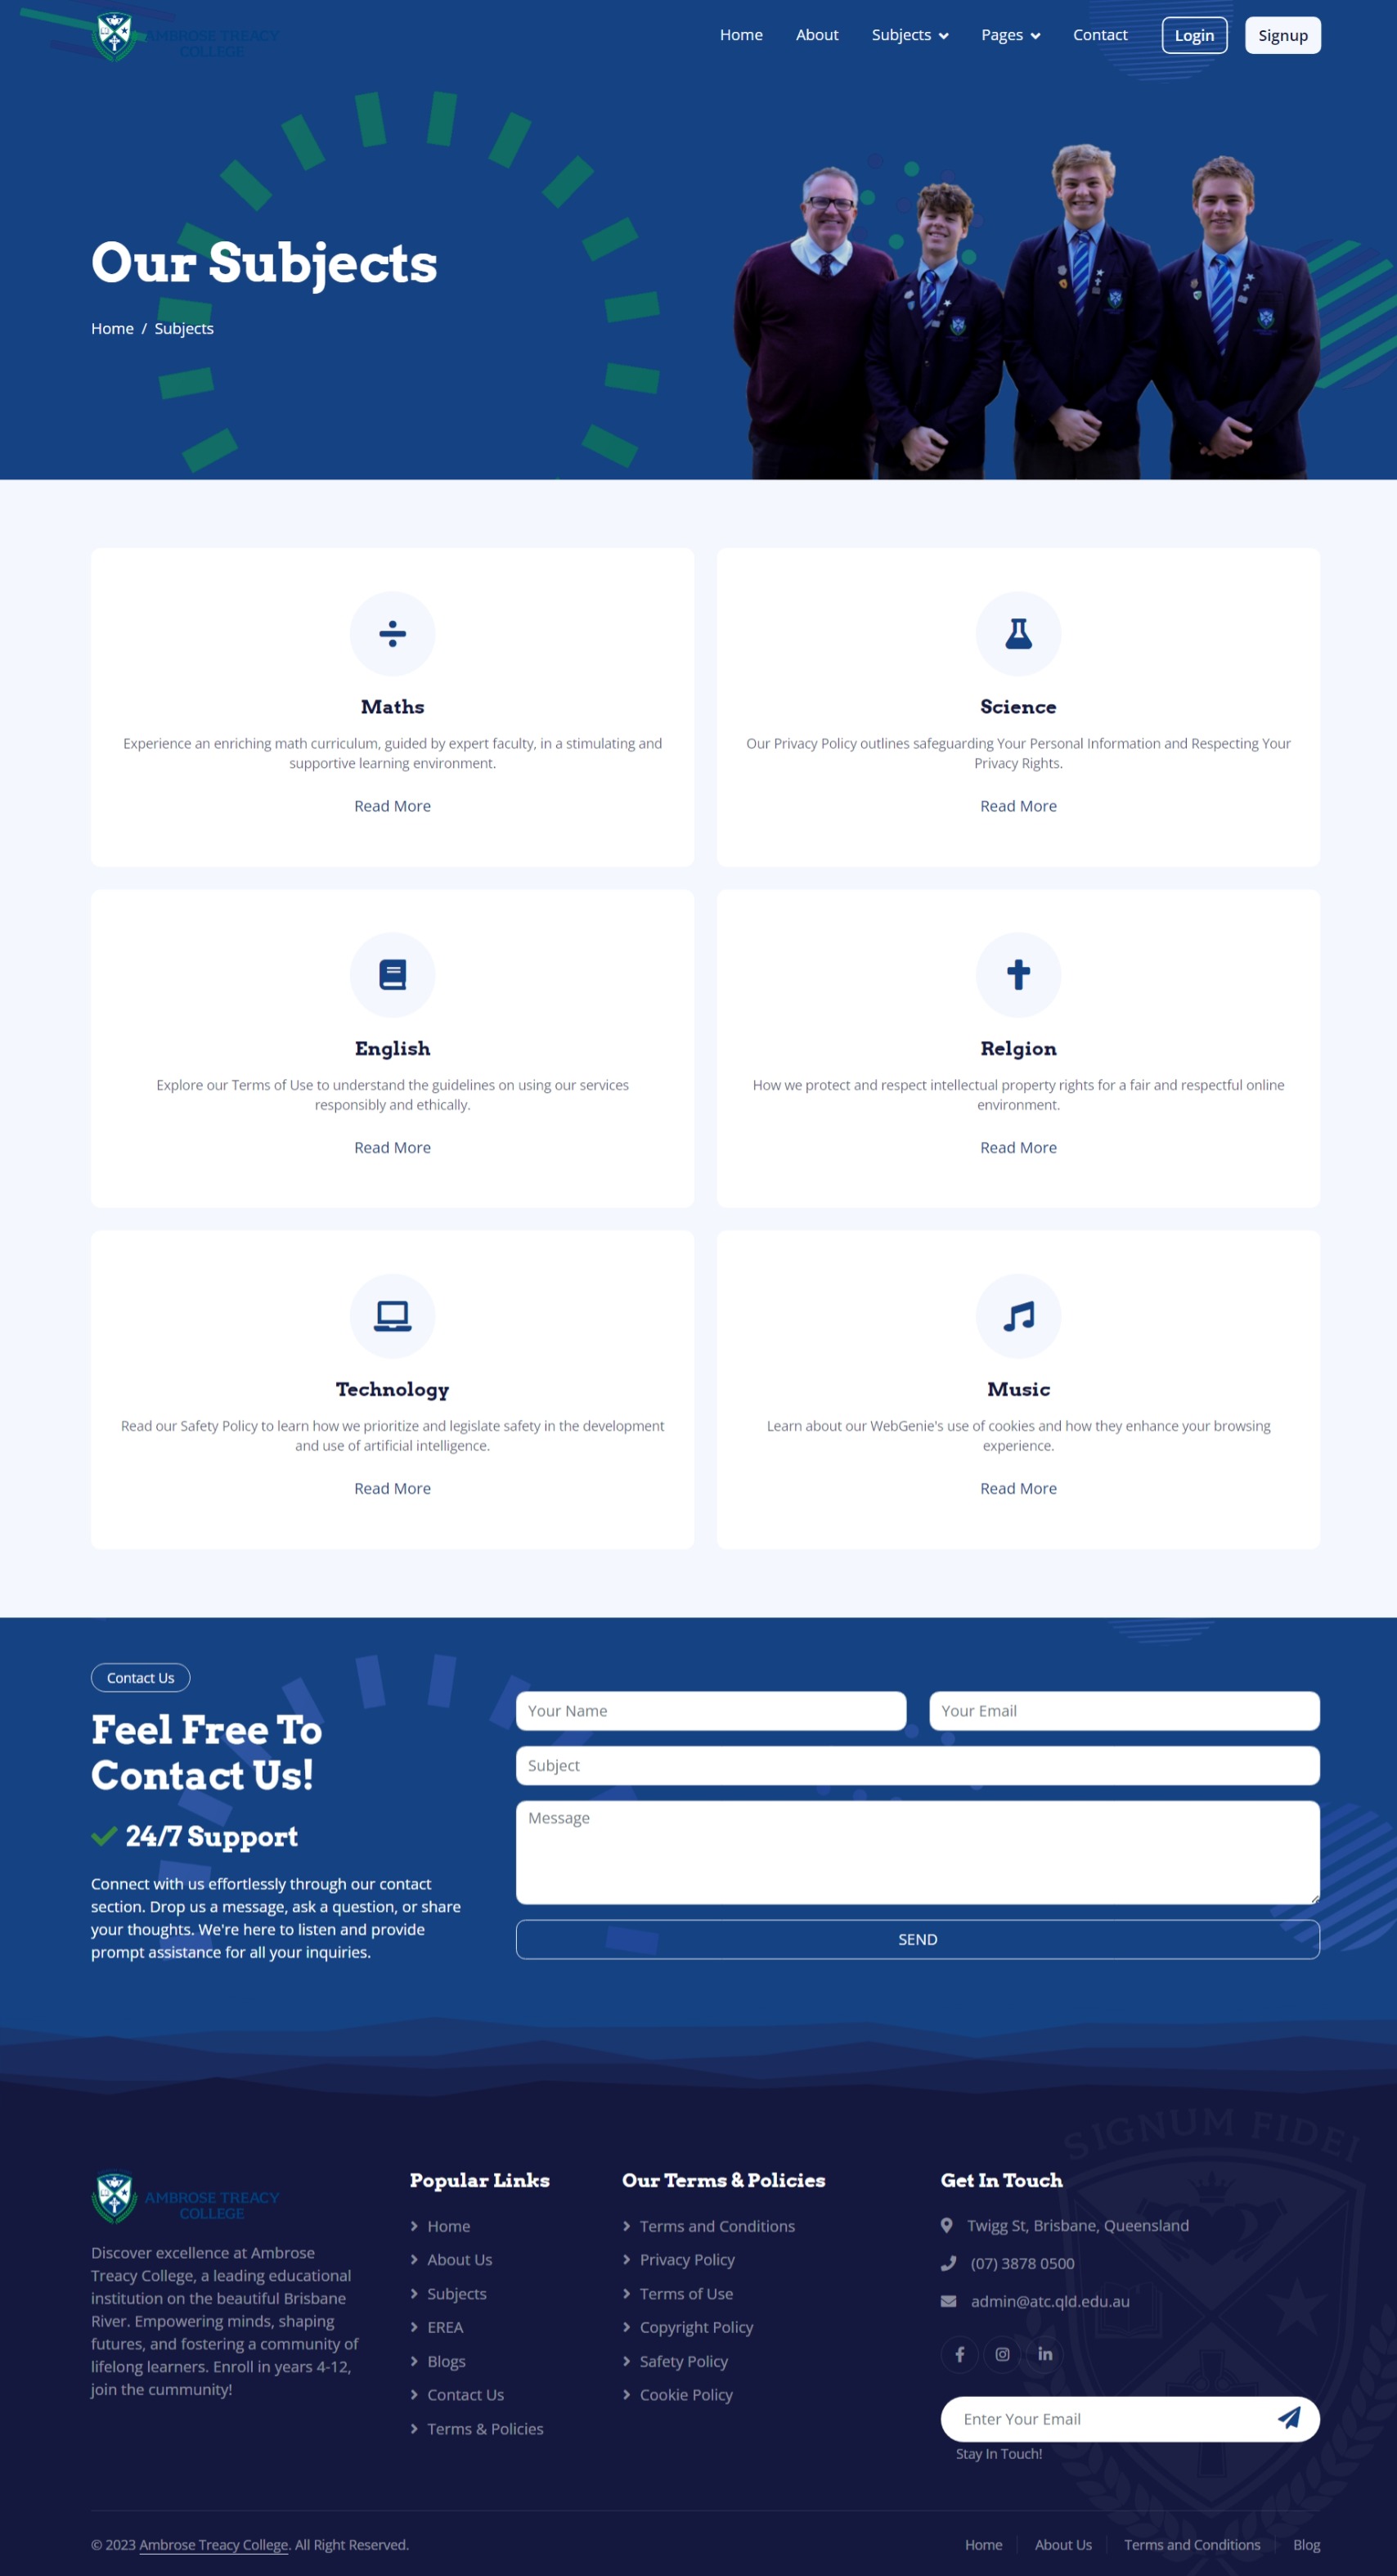 AMBROSE TREACY
COLLEGE
Home About Subjects Pages Contact Login Signup
Our Subjects
Home / Subjects
Maths
Experience an enriching math curriculum, guided by expert faculty, in a stimulating and
supportive learning environment.
Read More
Science
Our Privacy Policy outlines safeguarding Your Personal Information and Respecting Your
Privacy Rights.
Read More
English
Explore our Terms of Use to understand the guidelines on using our services
responsibly and ethically.
Read More
Relgion
How we protect and respect intellectual property rights for a fair and respectful online
environment.
Read More
Technology
Read our Safety Policy to learn how we prioritize and legislate safety in the development
and use of artificial intelligence.
Read More
Music
Learn about our WebGenie's use of cookies and how they enhance your browsing
experience.
Read More
Contact Us
Feel Free To
Contact Us!
24/7 Support
Connect with us effortlessly through our contact
section. Drop us a message, ask a question, or share
your thoughts. We're here to listen and provide
prompt assistance for all your inquiries.
Your Name
Your Email
Subject
Message
SEND
SIGNUM FIDEI
AMBROSE TREACY
COLLEGE
Discover excellence at Ambrose
Treacy College, a leading educational
institution on the beautiful Brisbane
River. Empowering minds, shaping
futures, and fostering a community of
lifelong learners. Enroll in years 4-12,
join the cummunity!
Popular Links
Home
About Us
Subjects
EREA
Blogs
Contact Us
Terms & Policies
Our Terms & Policies
Terms and Conditions
Privacy Policy
Terms of Use
Copyright Policy
Safety Policy
Cookie Policy
Get In Touch
Twigg St, Brisbane, Queensland
(07) 3878 0500
admin@atc.qld.edu.au
Enter Your Email
Stay In Touch!
© 2023 Ambrose Treacy College. All Right Reserved.
Home About Us Terms and Conditions Blog